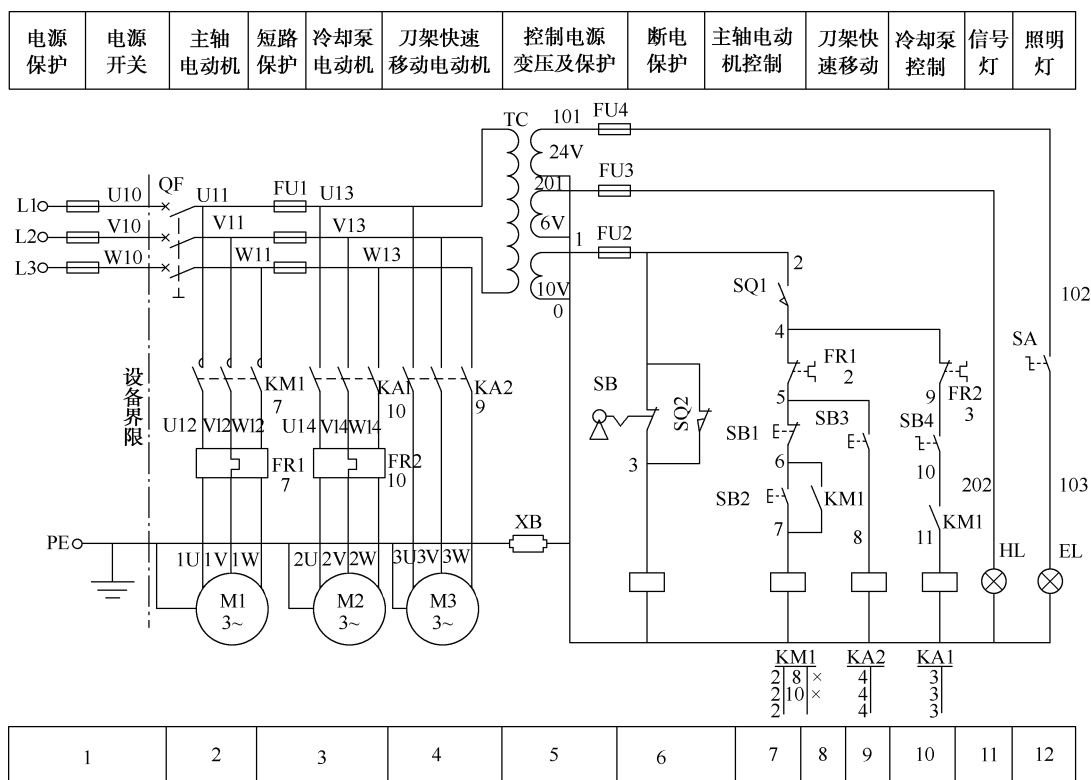 电源保护
电源开关
主轴电动机
短路保护
冷却泵电动机
刀架快速移动电动机
控制电源变压及保护
断电保护
主轴电动机控制
刀架快速移动
冷却泵控制
信号灯
照明灯
TC
101
FU4
24V
201
FU3
6V
1
FU2
10V
0
2
L1
U10
QF
U11
FU1
U13
L2
V10
V11
V13
L3
W10
W11
W13
SQ1
102
4
SA
设备界限
KM1
7
KA1
10
KA2
9
SB
SQ2
FR1
2
9
FR2
3
5
U12
V12
W12
U14
V14
W14
SB1
SB3
SB4
FR1
7
FR2
10
3
6
10
SB2
KM1
202
103
7
8
KM1
11
PE
XB
1U
1V
1W
2U
2V
2W
3U
3V
3W
HL
EL
M1
3~
M2
3~
M3
3~
KM1
KA2
KA1
2 8 ×
2 10 ×
2
4
4
4
3
3
3
1
2
3
4
5
6
7
8
9
10
11
12